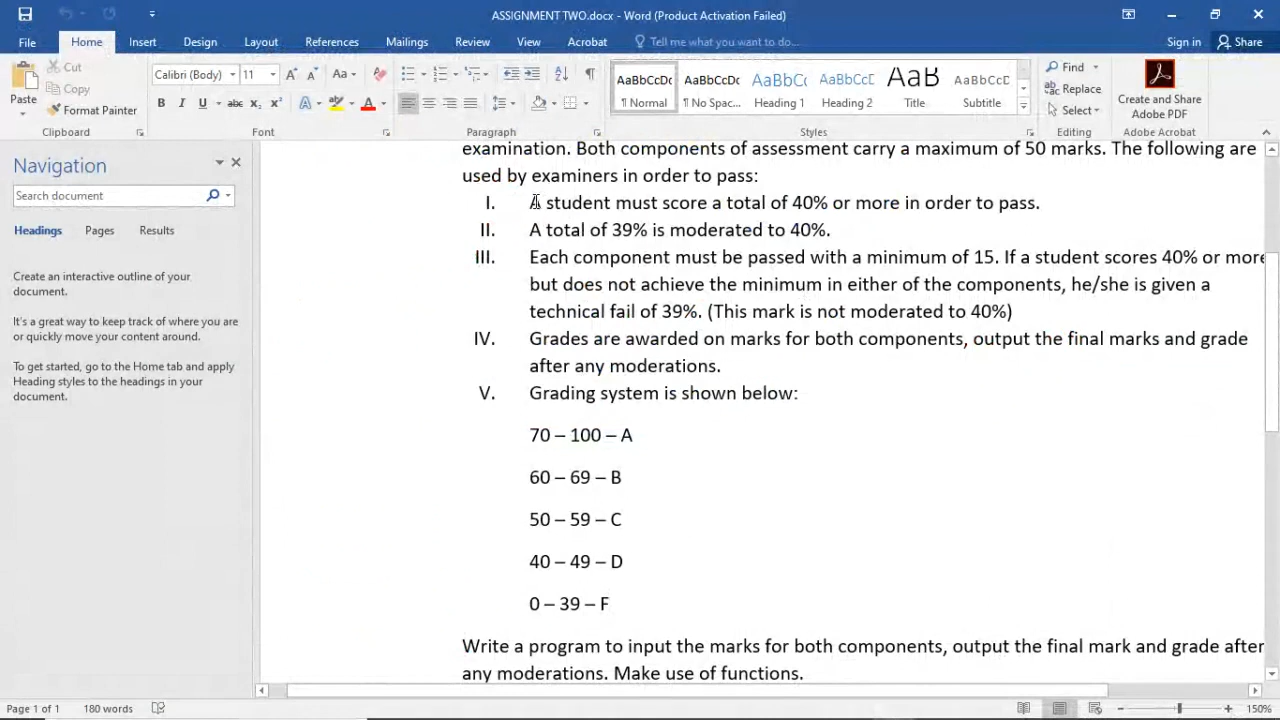 ASSIGNMENT TWO.docx - Word (Product Activation Failed)
File Home Insert Design Layout References Mailings Review View Acrobat Tell me what you want to do... Sign in Share
Cut
Copy
Format Painter
Paste
Clipboard
Calibri (Body) 11
Font
Paragraph
AaBbCcDc AaBbCcDc AaBbCc AaBbCcE AaB AaBbCcD
¶ Normal ¶ No Spac... Heading 1 Heading 2 Title Subtitle
Styles
Find
Replace
Select
Editing
Create and Share
Adobe PDF
Adobe Acrobat
Navigation
Search document
Headings Pages Results
Create an interactive outline of your
document.
It's a great way to keep track of where you are
or quickly move your content around.
To get started, go to the Home tab and apply
Heading styles to the headings in your
document.
examination. Both components of assessment carry a maximum of 50 marks. The following are
used by examiners in order to pass:
I. A student must score a total of 40% or more in order to pass.
II. A total of 39% is moderated to 40%.
III. Each component must be passed with a minimum of 15. If a student scores 40% or more
but does not achieve the minimum in either of the components, he/she is given a
technical fail of 39%. (This mark is not moderated to 40%)
IV. Grades are awarded on marks for both components, output the final marks and grade
after any moderations.
V. Grading system is shown below:
70 – 100 – A
60 – 69 – B
50 – 59 – C
40 – 49 – D
0 – 39 – F
Write a program to input the marks for both components, output the final mark and grade after
any moderations. Make use of functions.
Page 1 of 1 180 words 150%